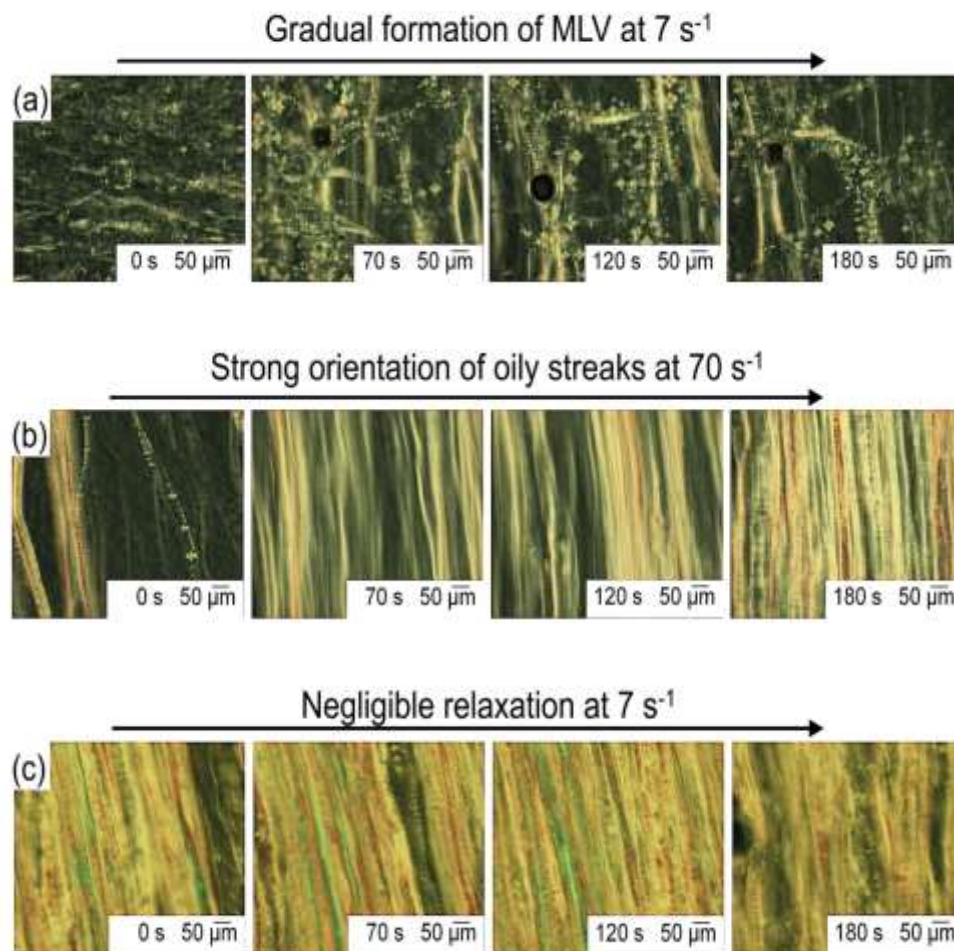 Gradual formation of MLV at 7 s⁻¹
(a)
0 s 50 µm
70 s 50 µm
120 s 50 µm
180 s 50 µm
Strong orientation of oily streaks at 70 s⁻¹
(b)
0 s 50 µm
70 s 50 µm
120 s 50 µm
180 s 50 µm
Negligible relaxation at 7 s⁻¹
(c)
0 s 50 µm
70 s 50 µm
120 s 50 µm
180 s 50 µm